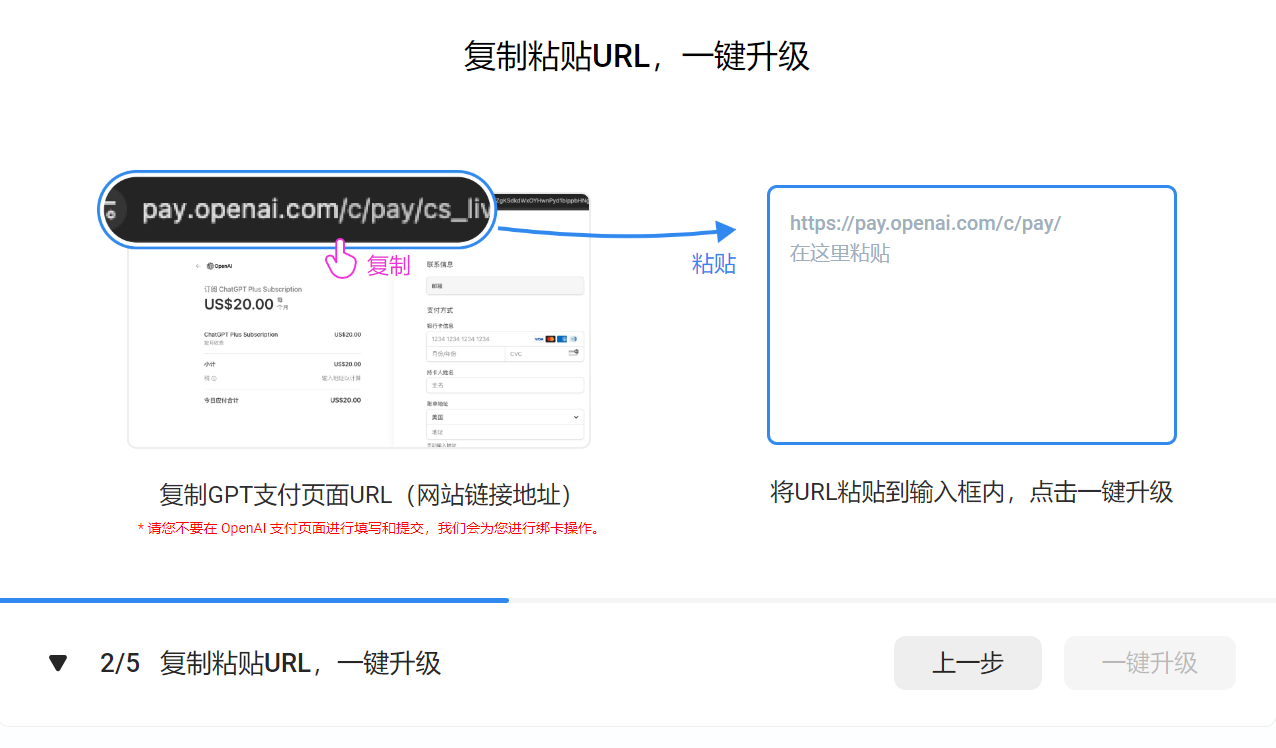 复制粘贴URL，一键升级
pay.openai.com/c/pay/cs_liv
复制
粘贴
https://pay.openai.com/c/pay/
在这里粘贴
OpenAI
订阅 ChatGPT Plus Subscription
US$20.00 每个月
ChatGPT Plus Subscription US$20.00
按月收费
小计 US$20.00
税 输入地址以计算
今日应付合计 US$20.00
联系信息
邮箱
支付方式
银行卡信息
1234 1234 1234 1234 VISA
月份/年份 CVC
持卡人姓名
全名
账单地址
美国
地址
复制GPT支付页面URL（网站链接地址）
* 请您不要在 OpenAI 支付页面进行填写和提交，我们会为您进行绑卡操作。
将URL粘贴到输入框内，点击一键升级
2/5 复制粘贴URL，一键升级
上一步
一键升级